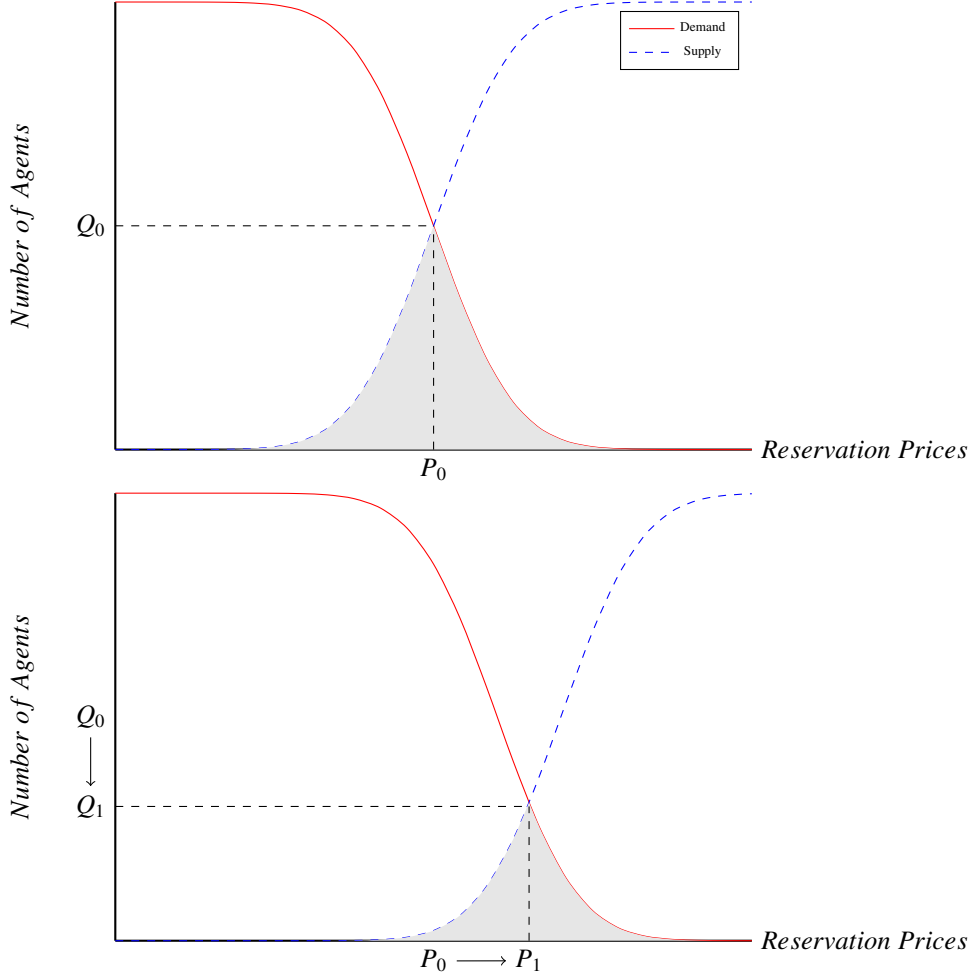 Demand
Supply
Number of Agents
Q0
P0
Reservation Prices
Number of Agents
Q0
Q1
Reservation Prices
P0 ⟶ P1